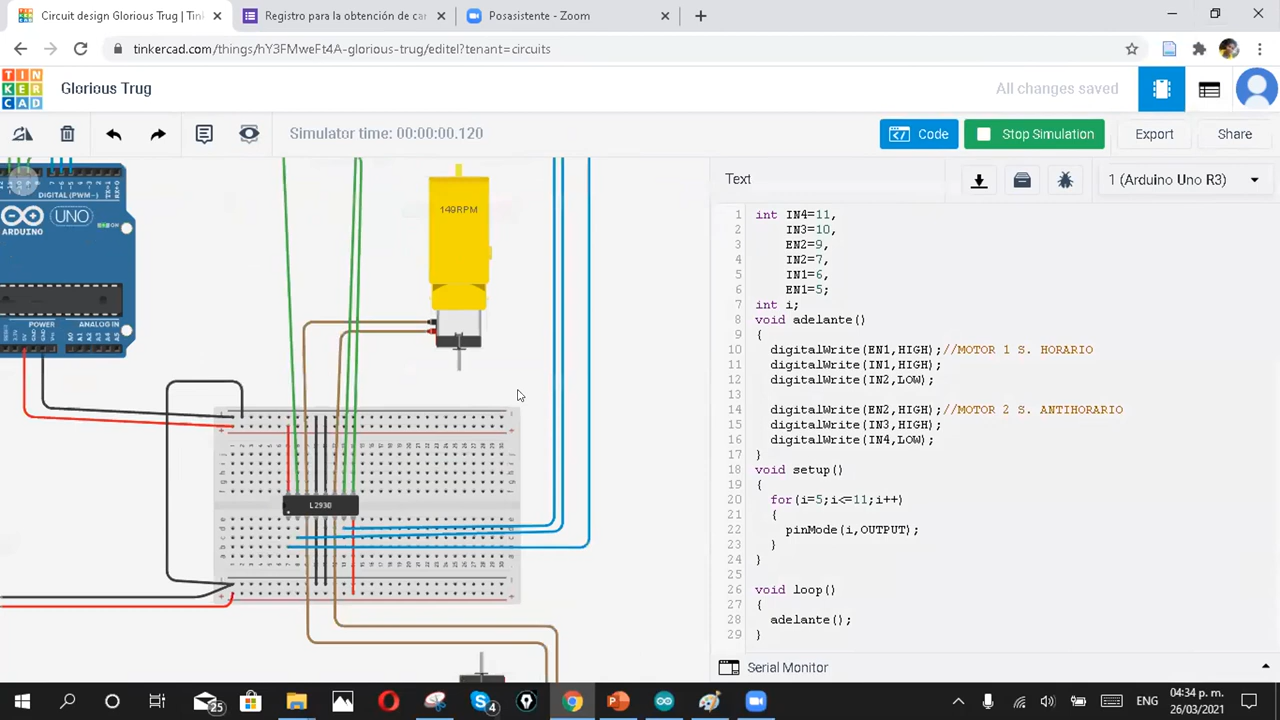 Circuit design Glorious Trug | Tink
Registro para la obtención de car
Posasistente - Zoom
tinkercad.com/things/hY3FMweFt4A-glorious-trug/editel?tenant=circuits
TIN
KER
CAD
Glorious Trug
All changes saved
Simulator time: 00:00:00.120
Code
Stop Simulation
Export
Share
DIGITAL (PWM~)
UNO
ARDUINO
POWER
ANALOG IN
149RPM
L293D
Text
1 (Arduino Uno R3)
1 int IN4=11,
2 IN3=10,
3 EN2=9,
4 IN2=7,
5 IN1=6,
6 EN1=5;
7 int i;
8 void adelante()
9 {
10 digitalWrite(EN1,HIGH);//MOTOR 1 S. HORARIO
11 digitalWrite(IN1,HIGH);
12 digitalWrite(IN2,LOW);
13
14 digitalWrite(EN2,HIGH);//MOTOR 2 S. ANTIHORARIO
15 digitalWrite(IN3,HIGH);
16 digitalWrite(IN4,LOW);
17 }
18 void setup()
19 {
20 for(i=5;i<=11;i++)
21 {
22 pinMode(i,OUTPUT);
23 }
24 }
25
26 void loop()
27 {
28 adelante();
29 }
Serial Monitor
25
4
ENG
04:34 p. m.
26/03/2021